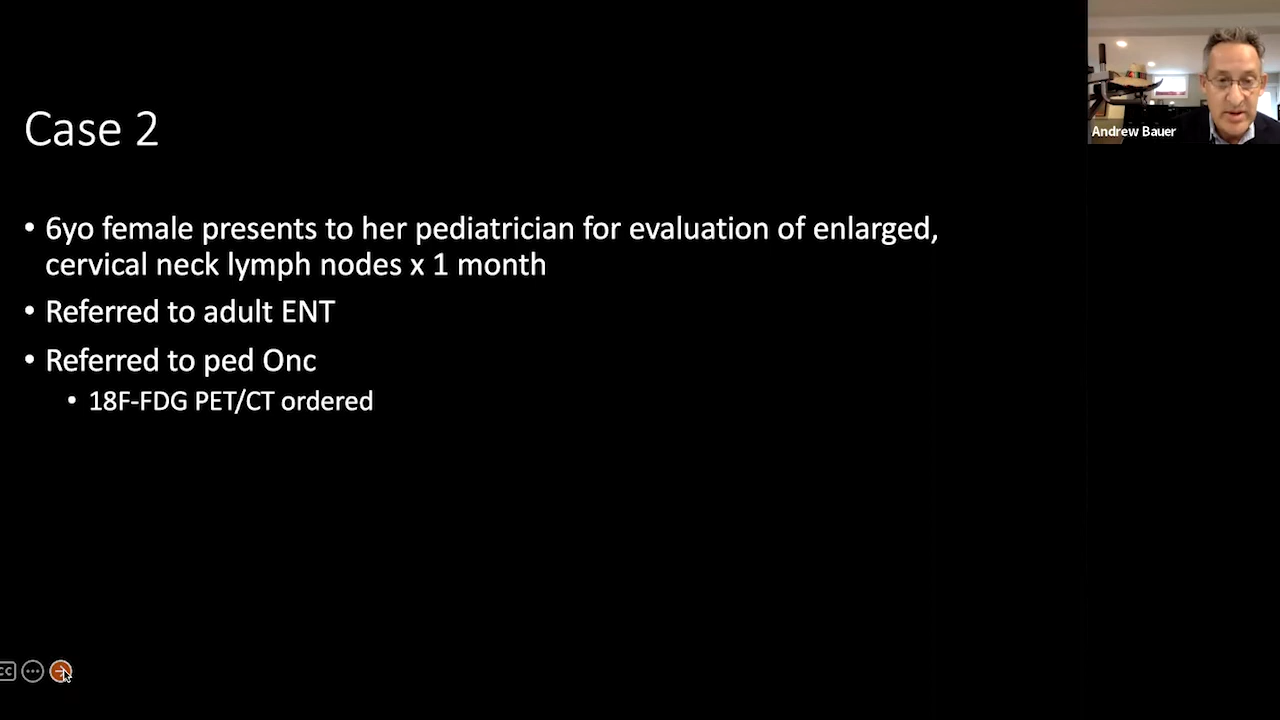 Case 2
• 6yo female presents to her pediatrician for evaluation of enlarged,
cervical neck lymph nodes x 1 month
• Referred to adult ENT
• Referred to ped Onc
• 18F-FDG PET/CT ordered
Andrew Bauer
CC